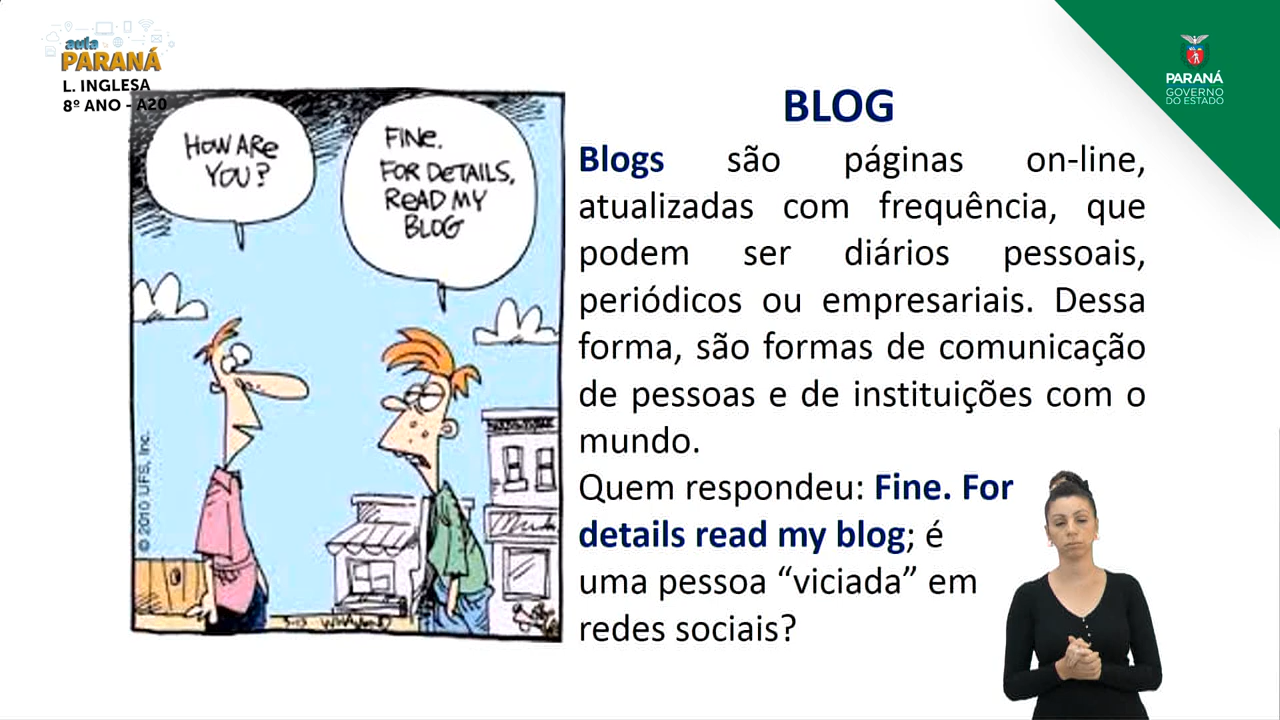 aula
PARANÁ
L. INGLESA
8º ANO - A20
HOW ARE
YOU?
FINE.
FOR DETAILS,
READ MY
BLOG
© 2010 UFS, Inc.
BLOG
Blogs são páginas on-line,
atualizadas com frequência, que
podem ser diários pessoais,
periódicos ou empresariais. Dessa
forma, são formas de comunicação
de pessoas e de instituições com o
mundo.
Quem respondeu: Fine. For
details read my blog; é
uma pessoa “viciada” em
redes sociais?
PARANÁ
GOVERNO
DO ESTADO